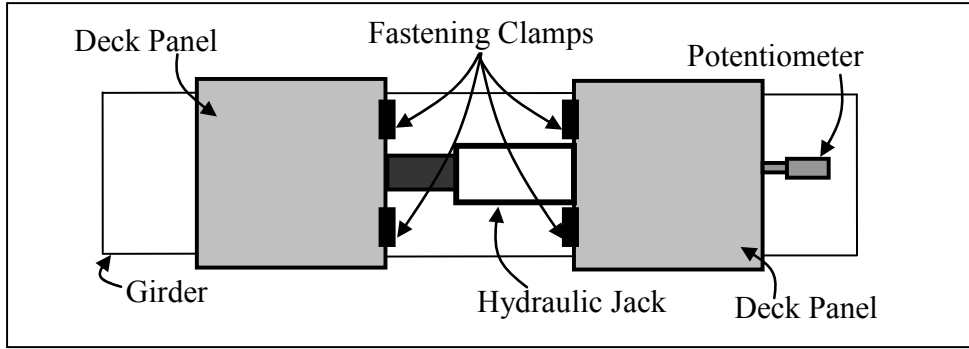 Deck Panel
Fastening Clamps
Potentiometer
Girder
Hydraulic Jack
Deck Panel